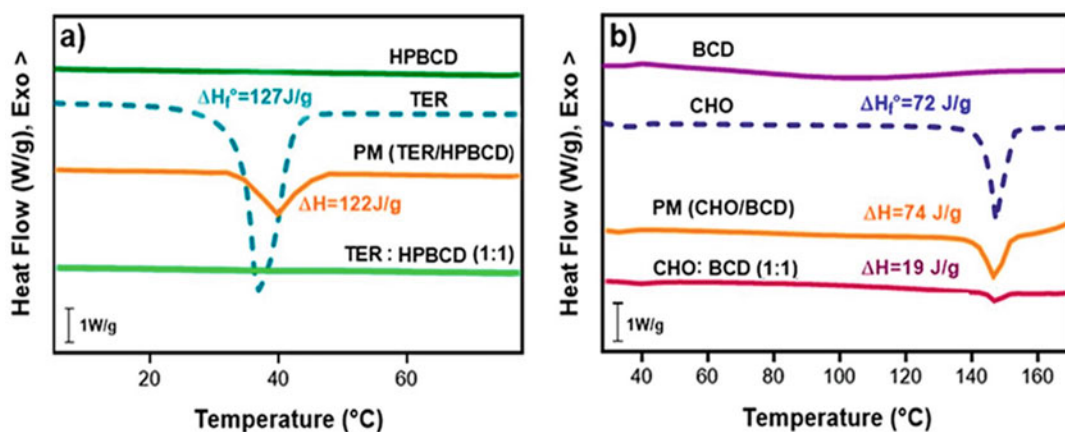 a)
HPBCD
ΔHf°=127J/g
TER
PM (TER/HPBCD)
ΔH=122J/g
TER : HPBCD (1:1)
1W/g
20 40 60
Temperature (°C)
Heat Flow (W/g), Exo >
b)
BCD
CHO
ΔHf°=72 J/g
PM (CHO/BCD)
ΔH=74 J/g
CHO: BCD (1:1)
ΔH=19 J/g
1W/g
40 60 80 100 120 140 160
Temperature (°C)
Heat Flow (W/g), Exo >